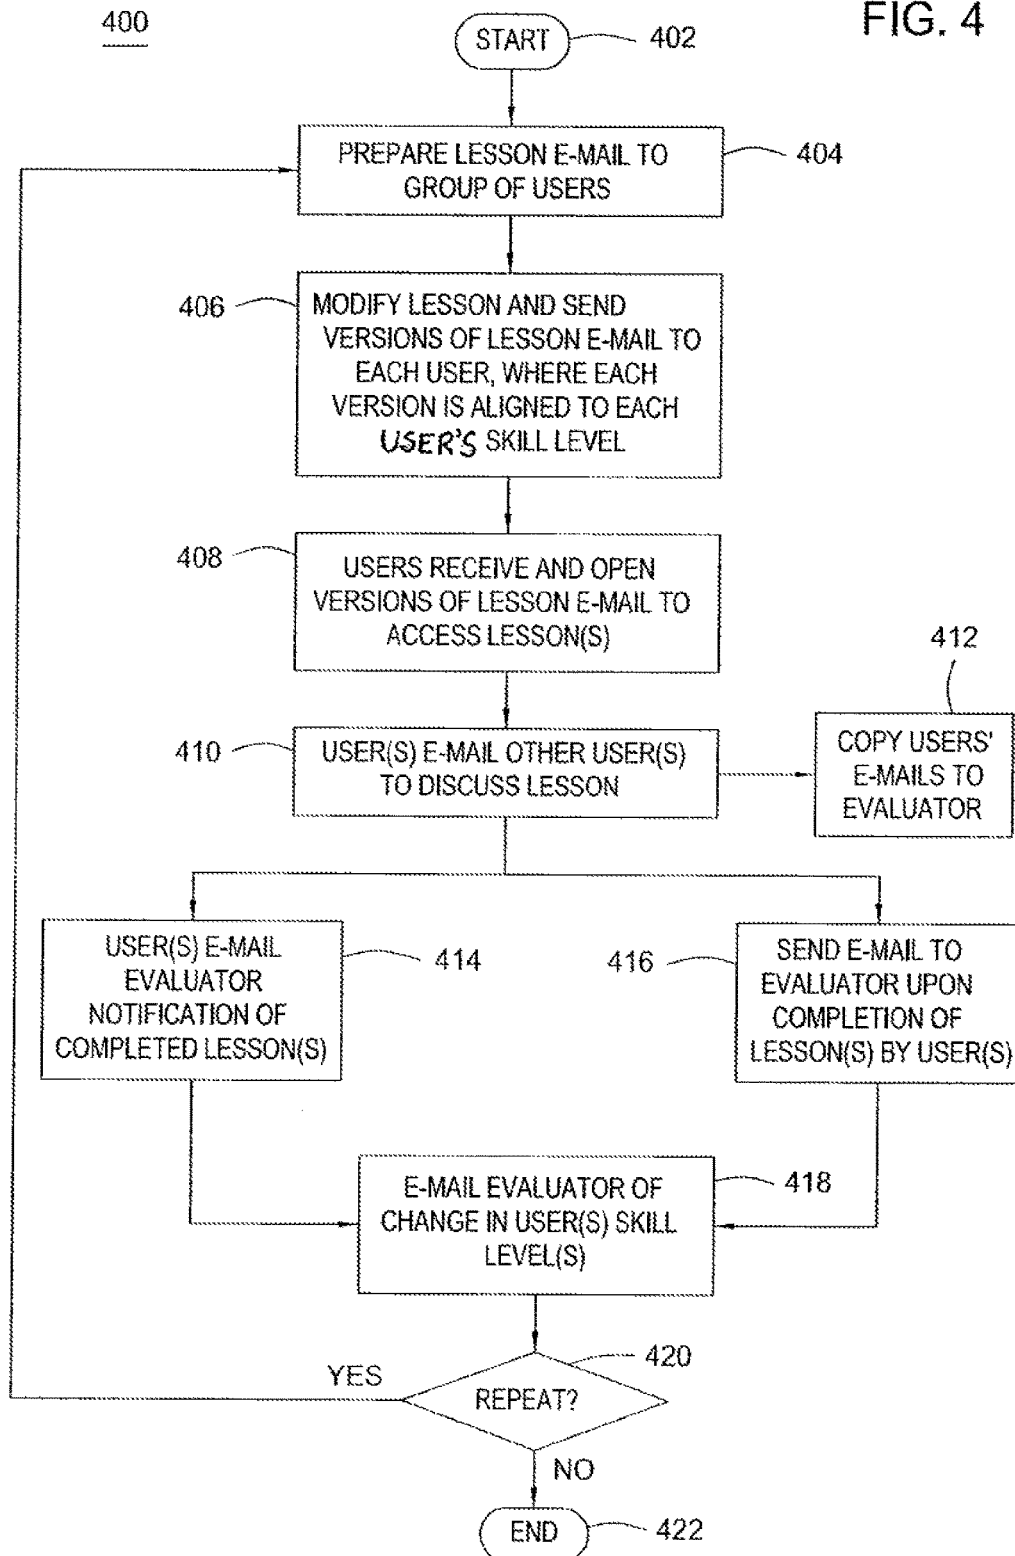 400
FIG. 4
START
402
PREPARE LESSON E-MAIL TO
GROUP OF USERS
404
406
MODIFY LESSON AND SEND
VERSIONS OF LESSON E-MAIL TO
EACH USER, WHERE EACH
VERSION IS ALIGNED TO EACH
USER'S SKILL LEVEL
408
USERS RECEIVE AND OPEN
VERSIONS OF LESSON E-MAIL TO
ACCESS LESSON(S)
410
USER(S) E-MAIL OTHER USER(S)
TO DISCUSS LESSON
412
COPY USERS'
E-MAILS TO
EVALUATOR
USER(S) E-MAIL
EVALUATOR
NOTIFICATION OF
COMPLETED LESSON(S)
414
416
SEND E-MAIL TO
EVALUATOR UPON
COMPLETION OF
LESSON(S) BY USER(S)
E-MAIL EVALUATOR OF
CHANGE IN USER(S) SKILL
LEVEL(S)
418
420
YES
REPEAT?
NO
END
422